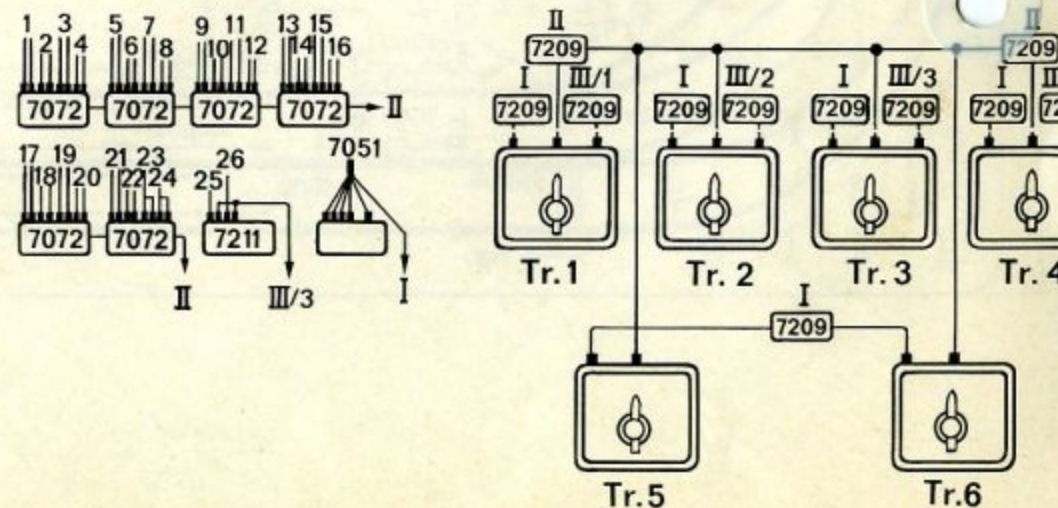 1 3 5 7 9 11 13 15
2 4 6 8 10 12 14 16
7072 7072 7072 7072 II
17 19 21 23 26 7051
18 20 22 24 25
7072 7072 7211
II III/3 I
II II
7209 7209
I III/1 I III/2 I III/3 I
7209 7209 7209 7209 7209 7209 7209
Tr.1 Tr. 2 Tr. 3 Tr. 4
I
7209
Tr.5 Tr.6